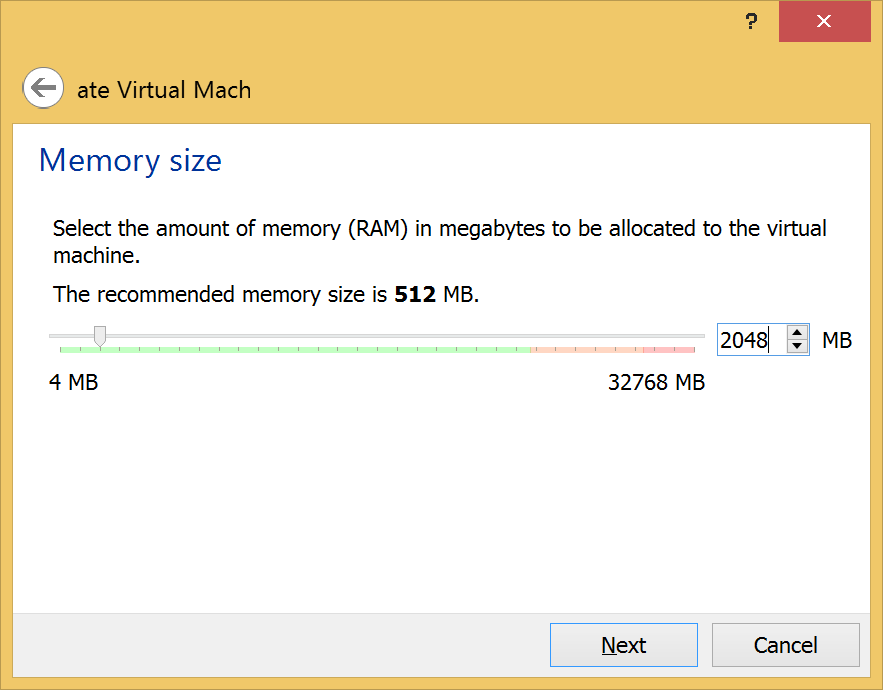 ?
ate Virtual Mach
Memory size
Select the amount of memory (RAM) in megabytes to be allocated to the virtual
machine.
The recommended memory size is 512 MB.
2048 MB
4 MB 32768 MB
Next Cancel